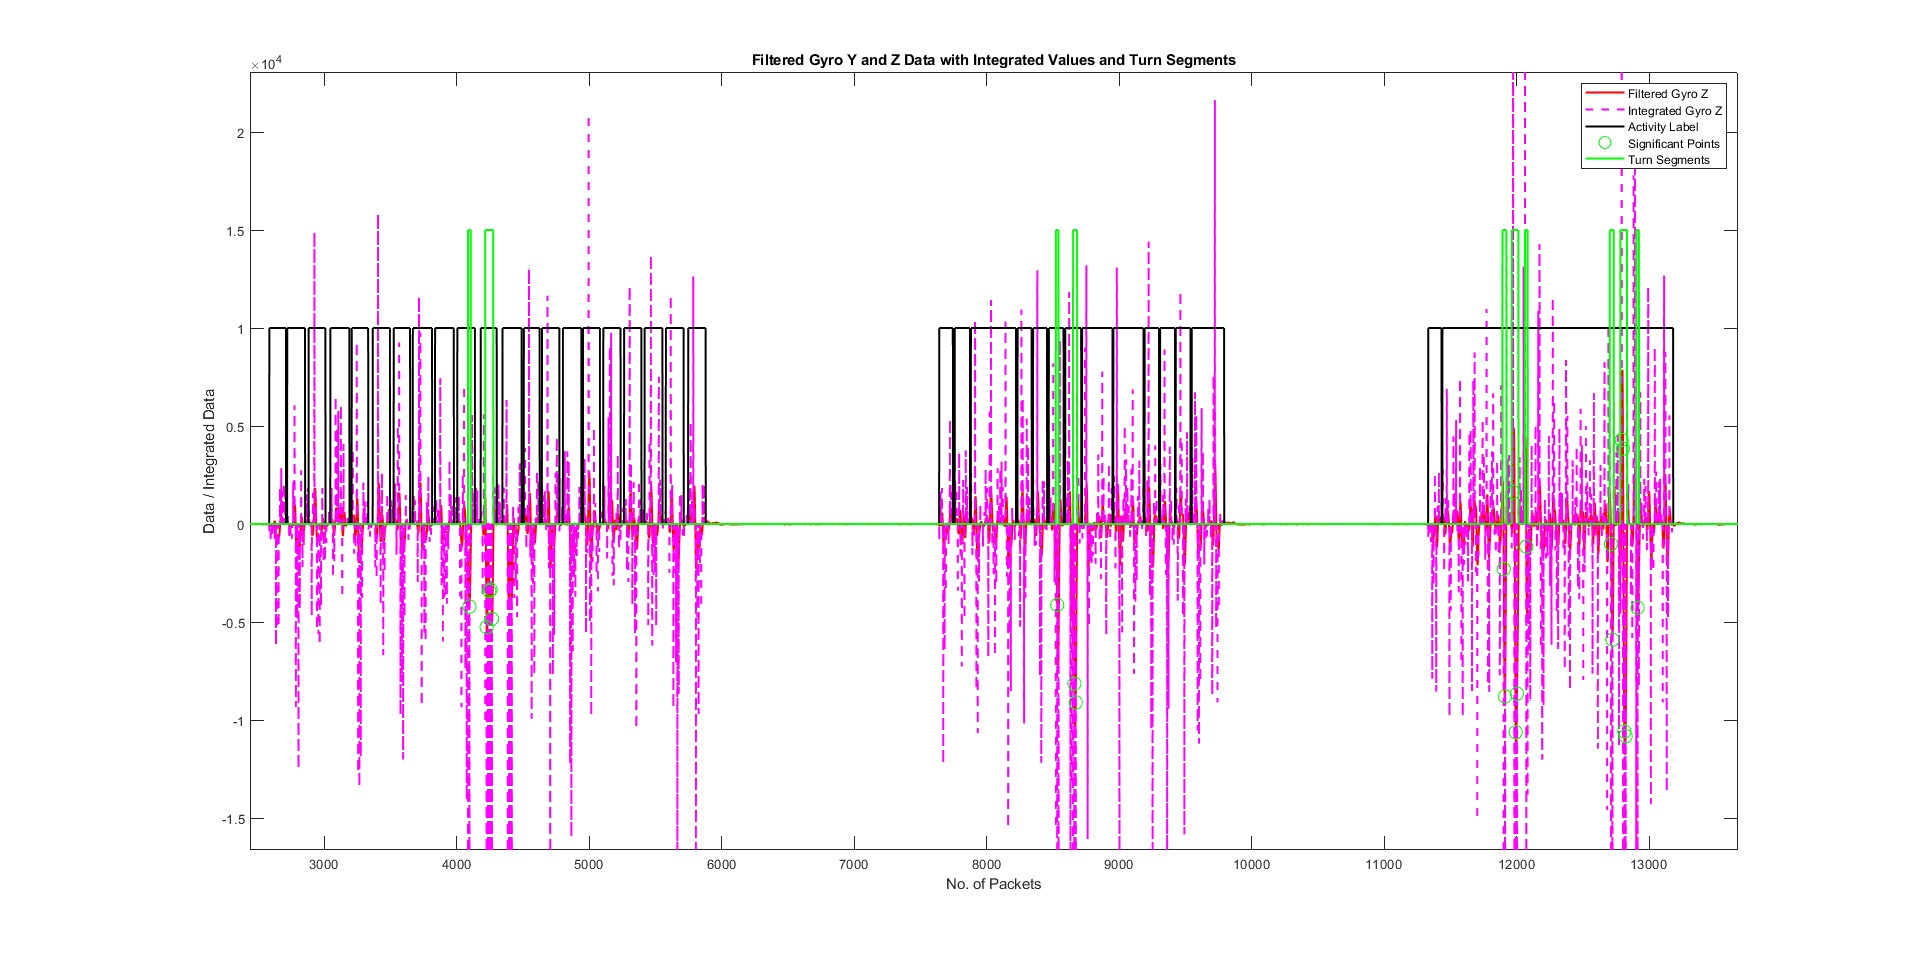 Filtered Gyro Y and Z Data with Integrated Values and Turn Segments
×10⁴
Filtered Gyro Z
Integrated Gyro Z
Activity Label
Significant Points
Turn Segments
2
1.5
1
0.5
0
-0.5
-1
-1.5
Data / Integrated Data
3000 4000 5000 6000 7000 8000 9000 10000 11000 12000 13000
No. of Packets